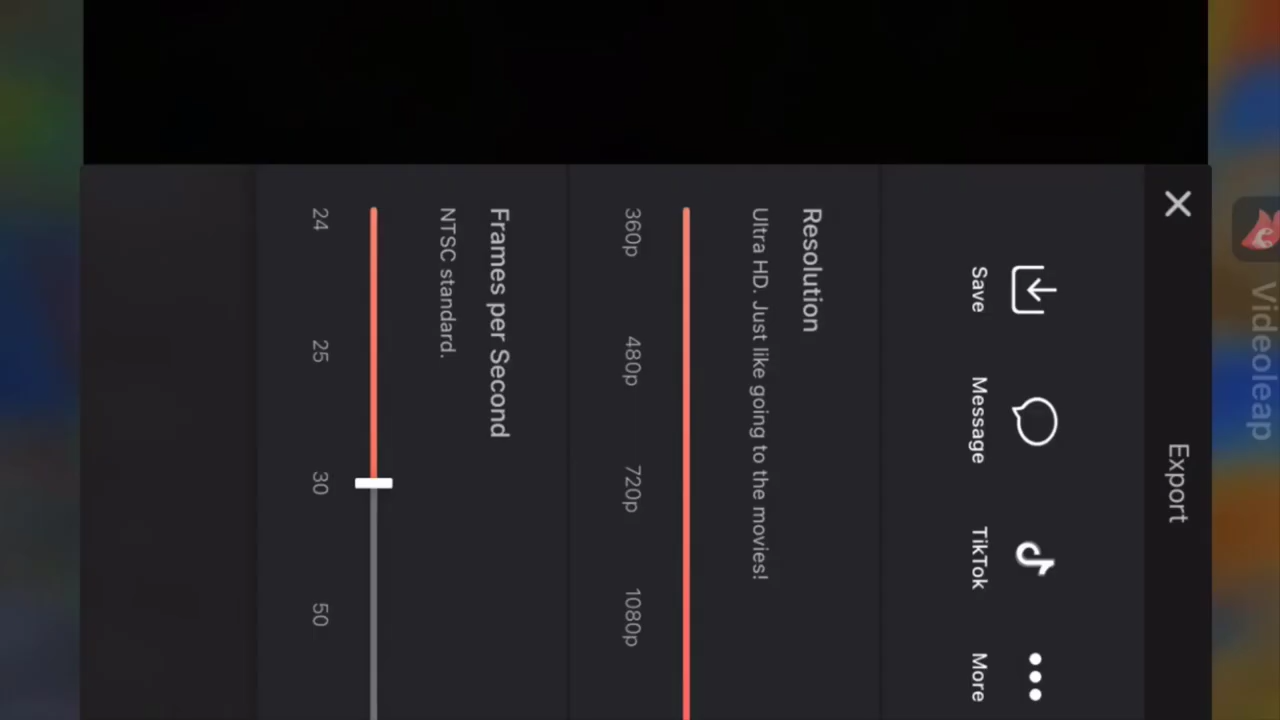 Videoleap
Export
Save
Message
TikTok
More
Resolution
Ultra HD. Just like going to the movies!
360p
480p
720p
1080p
Frames per Second
NTSC standard.
24
25
30
50